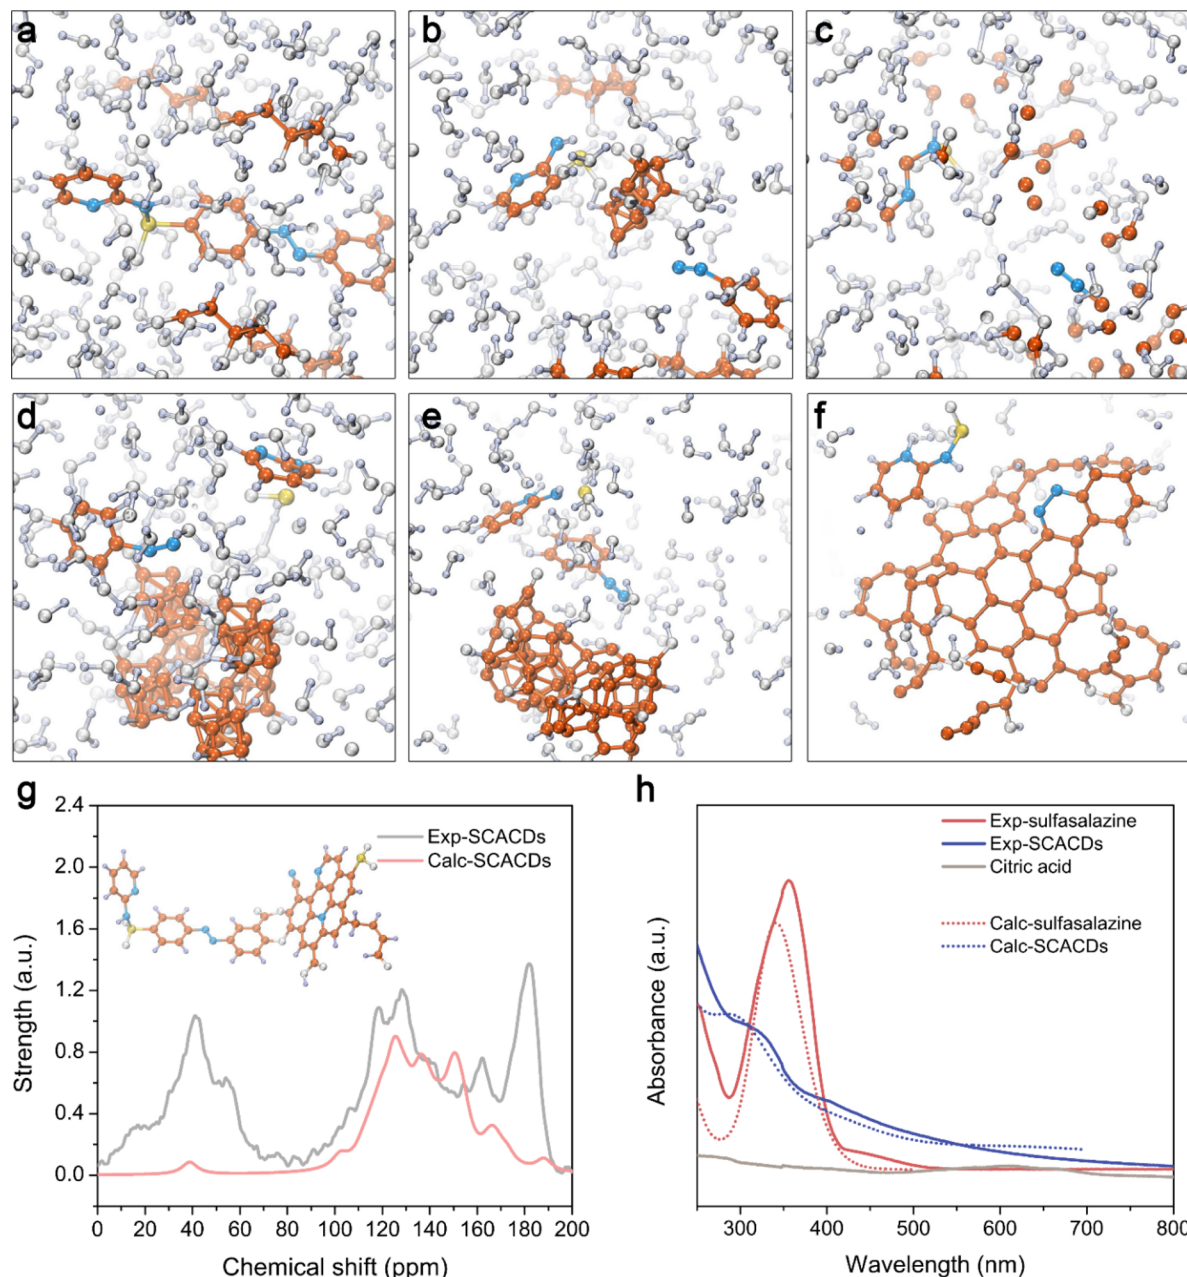 a
b
c
d
e
f
g
h
2.4
2.0
1.6
1.2
0.8
0.4
0.0
Strength (a.u.)
Exp-SCACDs
Calc-SCACDs
0 20 40 60 80 100 120 140 160 180 200
Chemical shift (ppm)
Absorbance (a.u.)
Exp-sulfasalazine
Exp-SCACDs
Citric acid
Calc-sulfasalazine
Calc-SCACDs
300 400 500 600 700 800
Wavelength (nm)